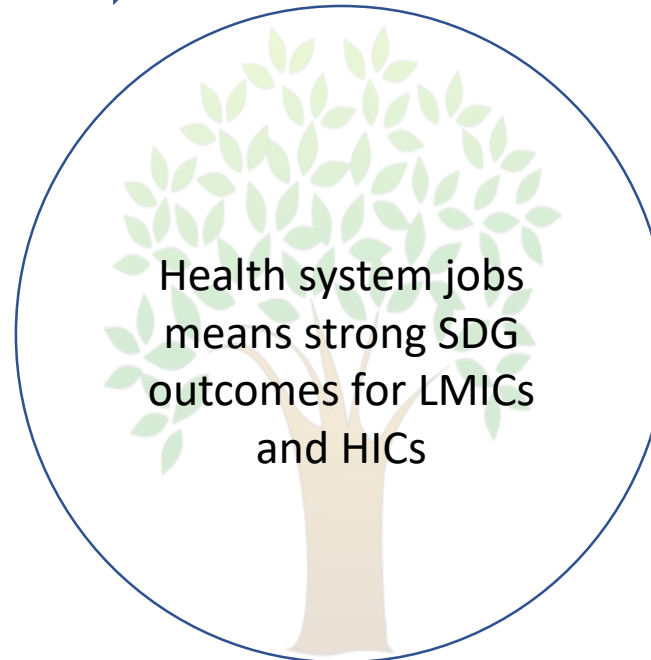 Health system jobs
means strong SDG
outcomes for LMICs
and HICs